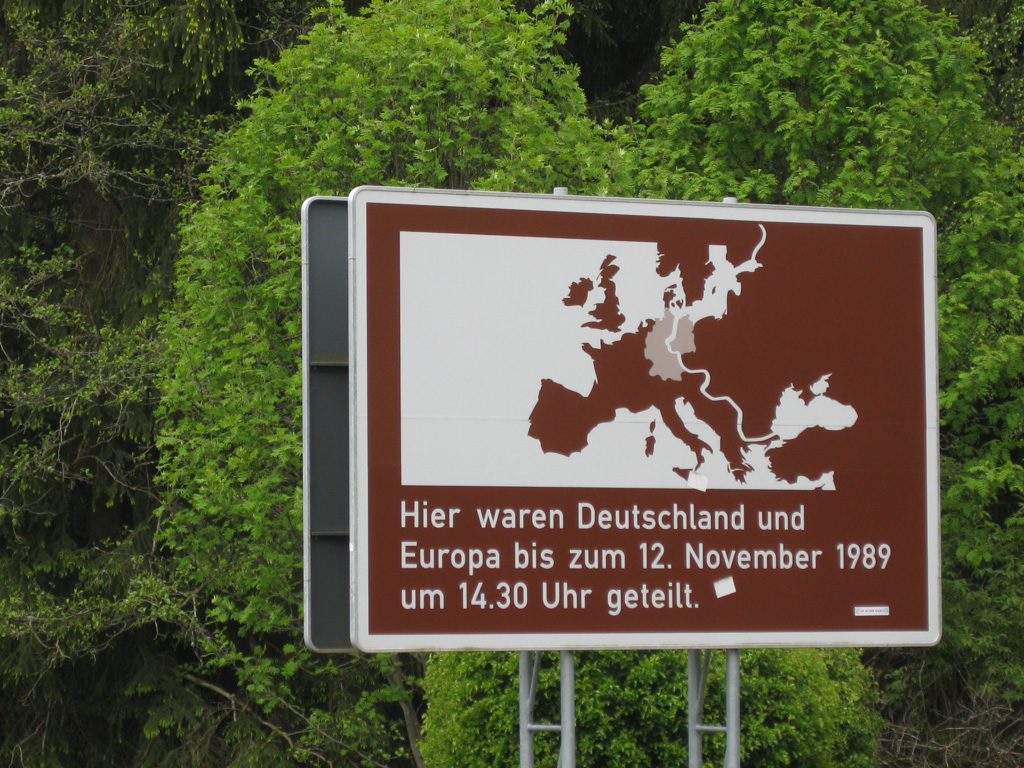 Hier waren Deutschland und
Europa bis zum 12. November 1989
um 14.30 Uhr geteilt.